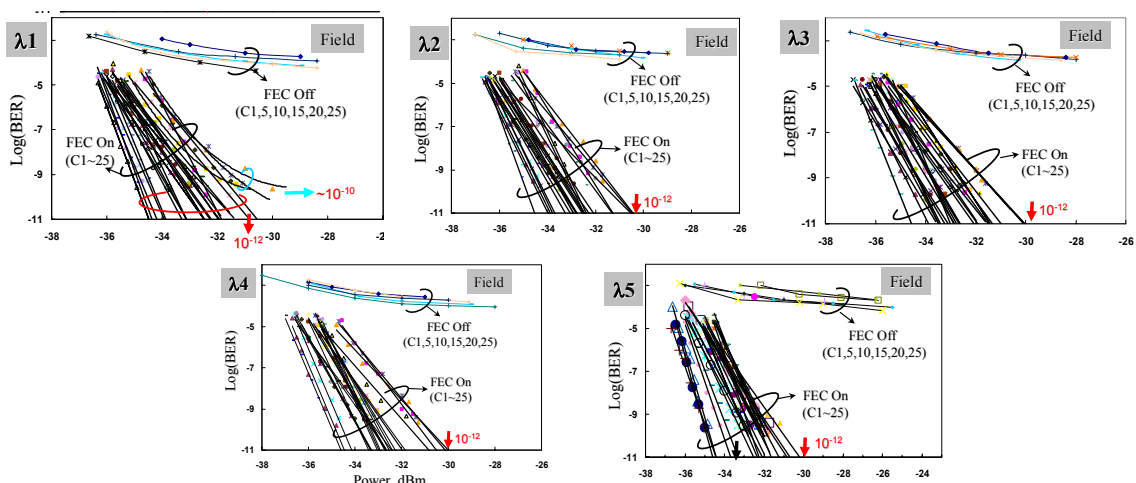 λ1
Field
Log(BER)
-5
-7
-9
-11
FEC Off
(C1,5,10,15,20,25)
FEC On
(C1~25)
~10-10
10-12
-38 -36 -34 -32 -30 -28 -2
λ2
Field
Log(BER)
-5
-7
-9
-11
FEC Off
(C1,5,10,15,20,25)
FEC On
(C1~25)
10-12
-38 -36 -34 -32 -30 -28 -26
λ3
Field
Log(BER)
-5
-7
-9
-11
FEC Off
(C1,5,10,15,20,25)
FEC On
(C1~25)
10-12
-38 -36 -34 -32 -30 -28 -26
λ4
Field
Log(BER)
-5
-7
-9
-11
FEC Off
(C1,5,10,15,20,25)
FEC On
(C1~25)
10-12
-38 -36 -34 -32 -30 -28 -26
Power, dBm
λ5
Field
Log(BER)
-3
-5
-7
-9
-11
FEC Off
(C1,5,10,15,20,25)
FEC On
(C1~25)
10-12
-38 -36 -34 -32 -30 -28 -26 -24